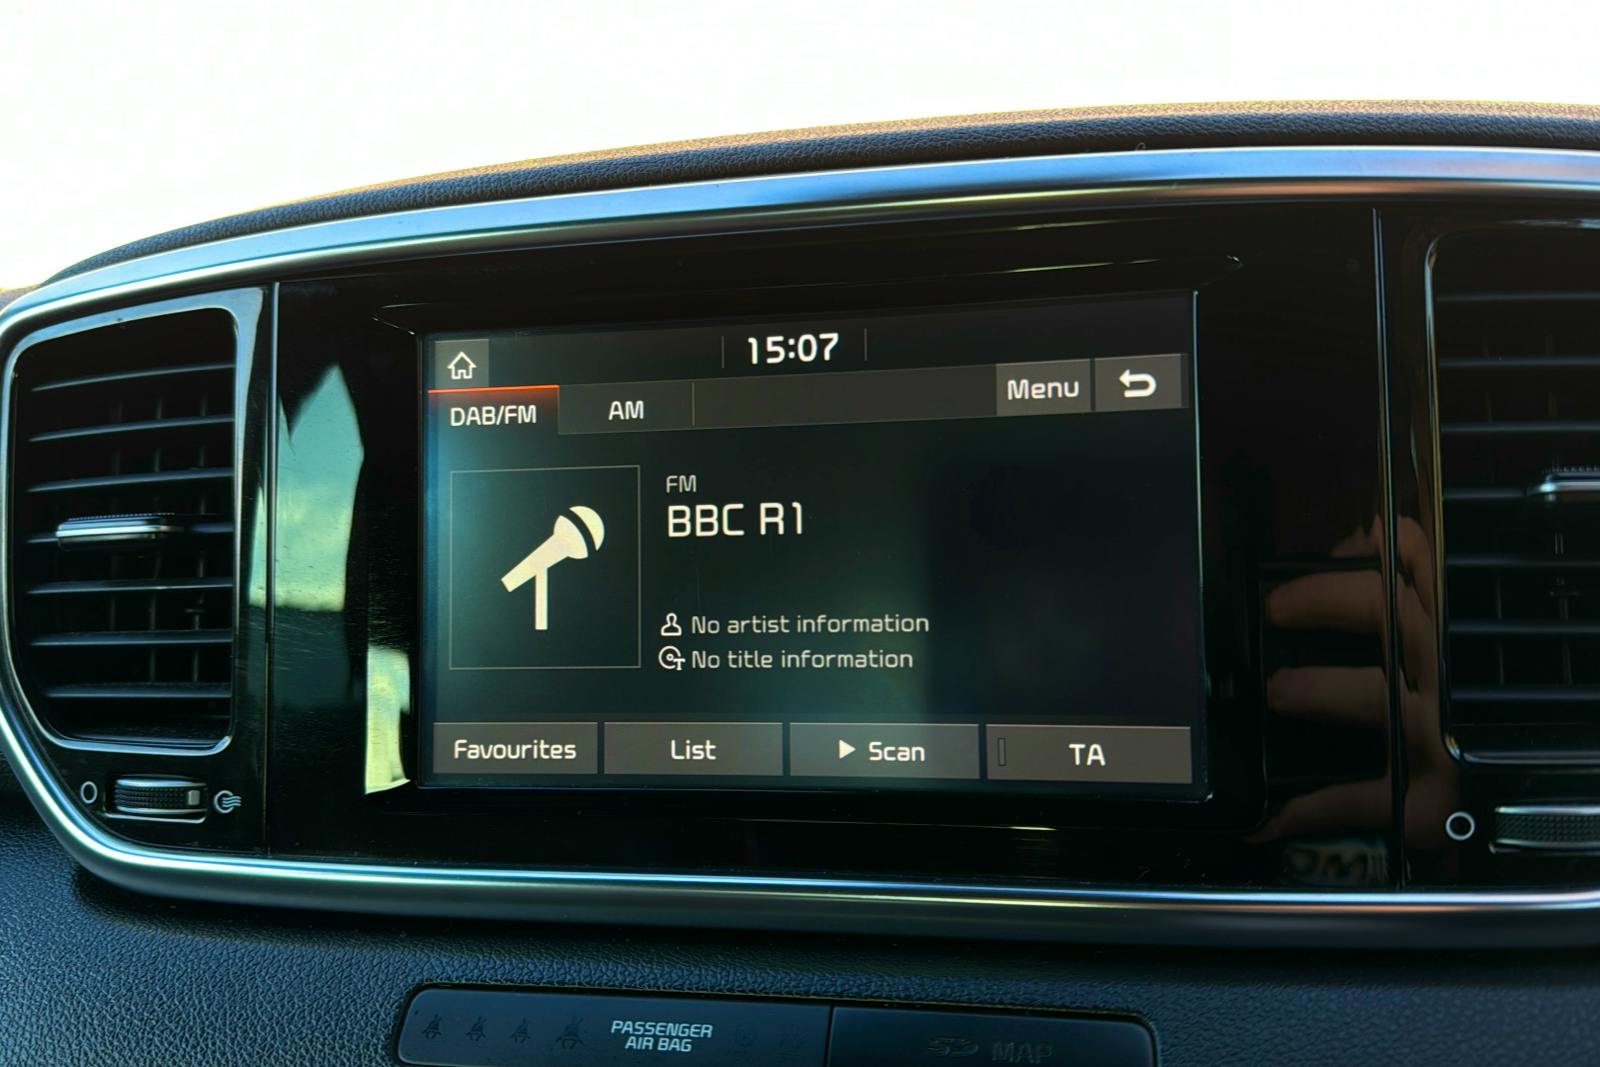 15:07
DAB/FM
AM
Menu
FM
BBC R1
No artist information
No title information
Favourites
List
Scan
TA
PASSENGER
AIR BAG
MAP